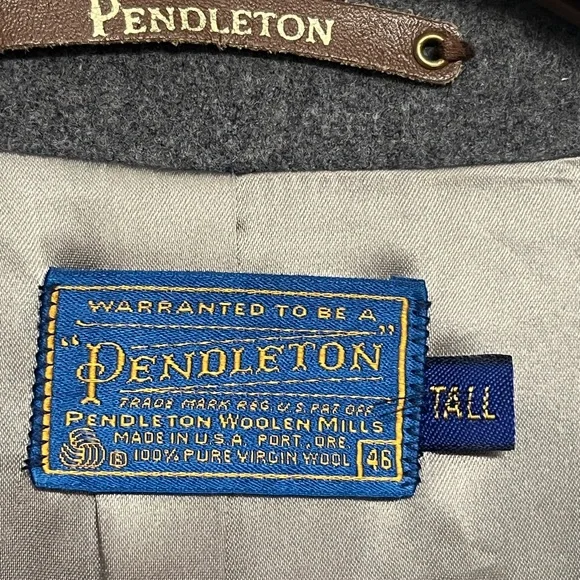 PENDLETON
WARRANTED TO BE A
"PENDLETON"
TRADE MARK REG. U.S. PAT. OFF.
PENDLETON WOOLEN MILLS
MADE IN U.S.A. PORT., ORE.
R 100% PURE VIRGIN WOOL 46
TALL